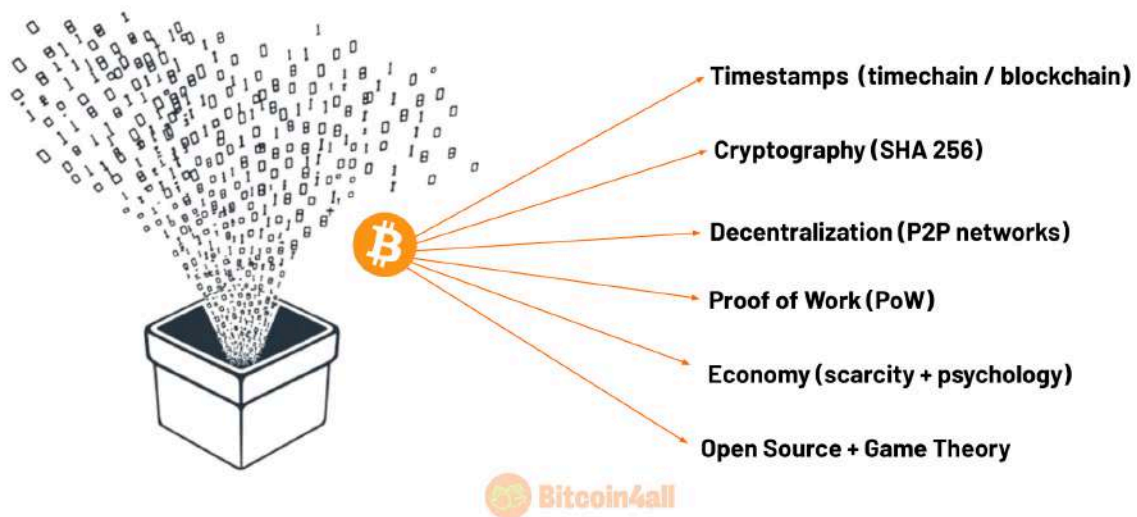 Timestamps (timechain / blockchain)
Cryptography (SHA 256)
Decentralization (P2P networks)
Proof of Work (PoW)
Economy (scarcity + psychology)
Open Source + Game Theory
Bitcoin4all